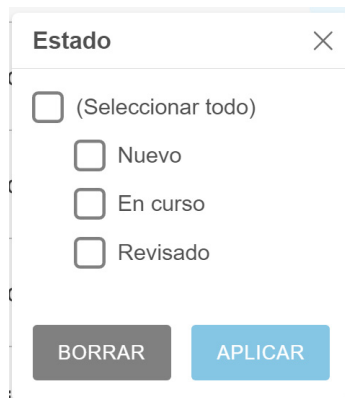 Estado
(Seleccionar todo)
Nuevo
En curso
Revisado
BORRAR APLICAR